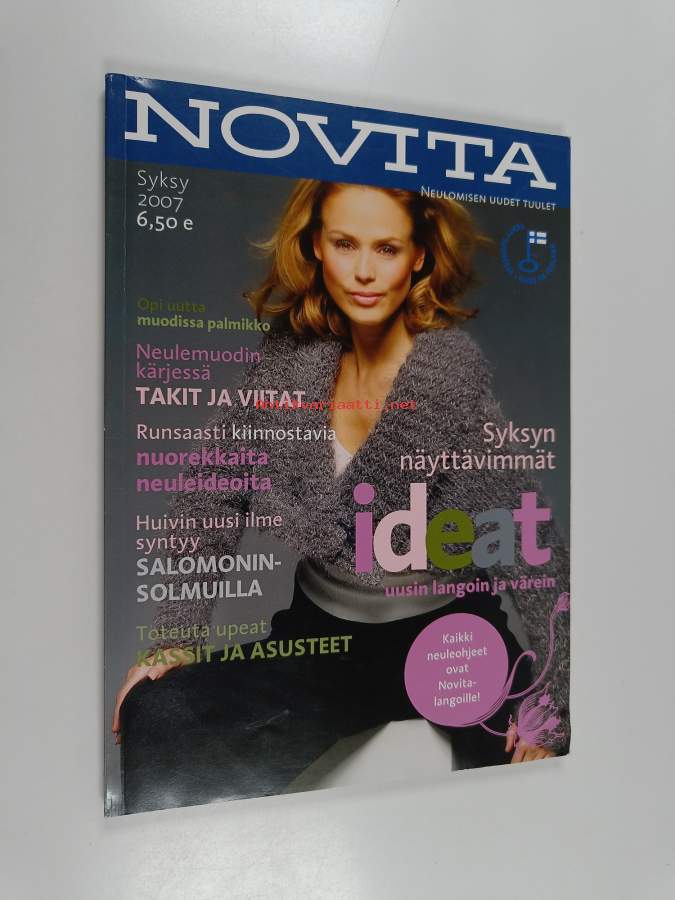 NOVITA
NEULOMISEN UUDET TUULET
Syksy
2007
6,50 e
Opi uutta
muodissa palmikko
Neulemuodin
kärjessä
TAKIT JA VIITAT
Antikvariaatti.net
Runsaasti kiinnostavia
nuorekkaita
neuleideoita
Huivin uusi ilme
syntyy
SALOMONIN-
SOLMUILLA
Toteuta upeat
KASSIT JA ASUSTEET
Syksyn
näyttävimmät
ideat
uusin langoin ja värein
Kaikki
neuleohjeet
ovat
Novita-
langoille!